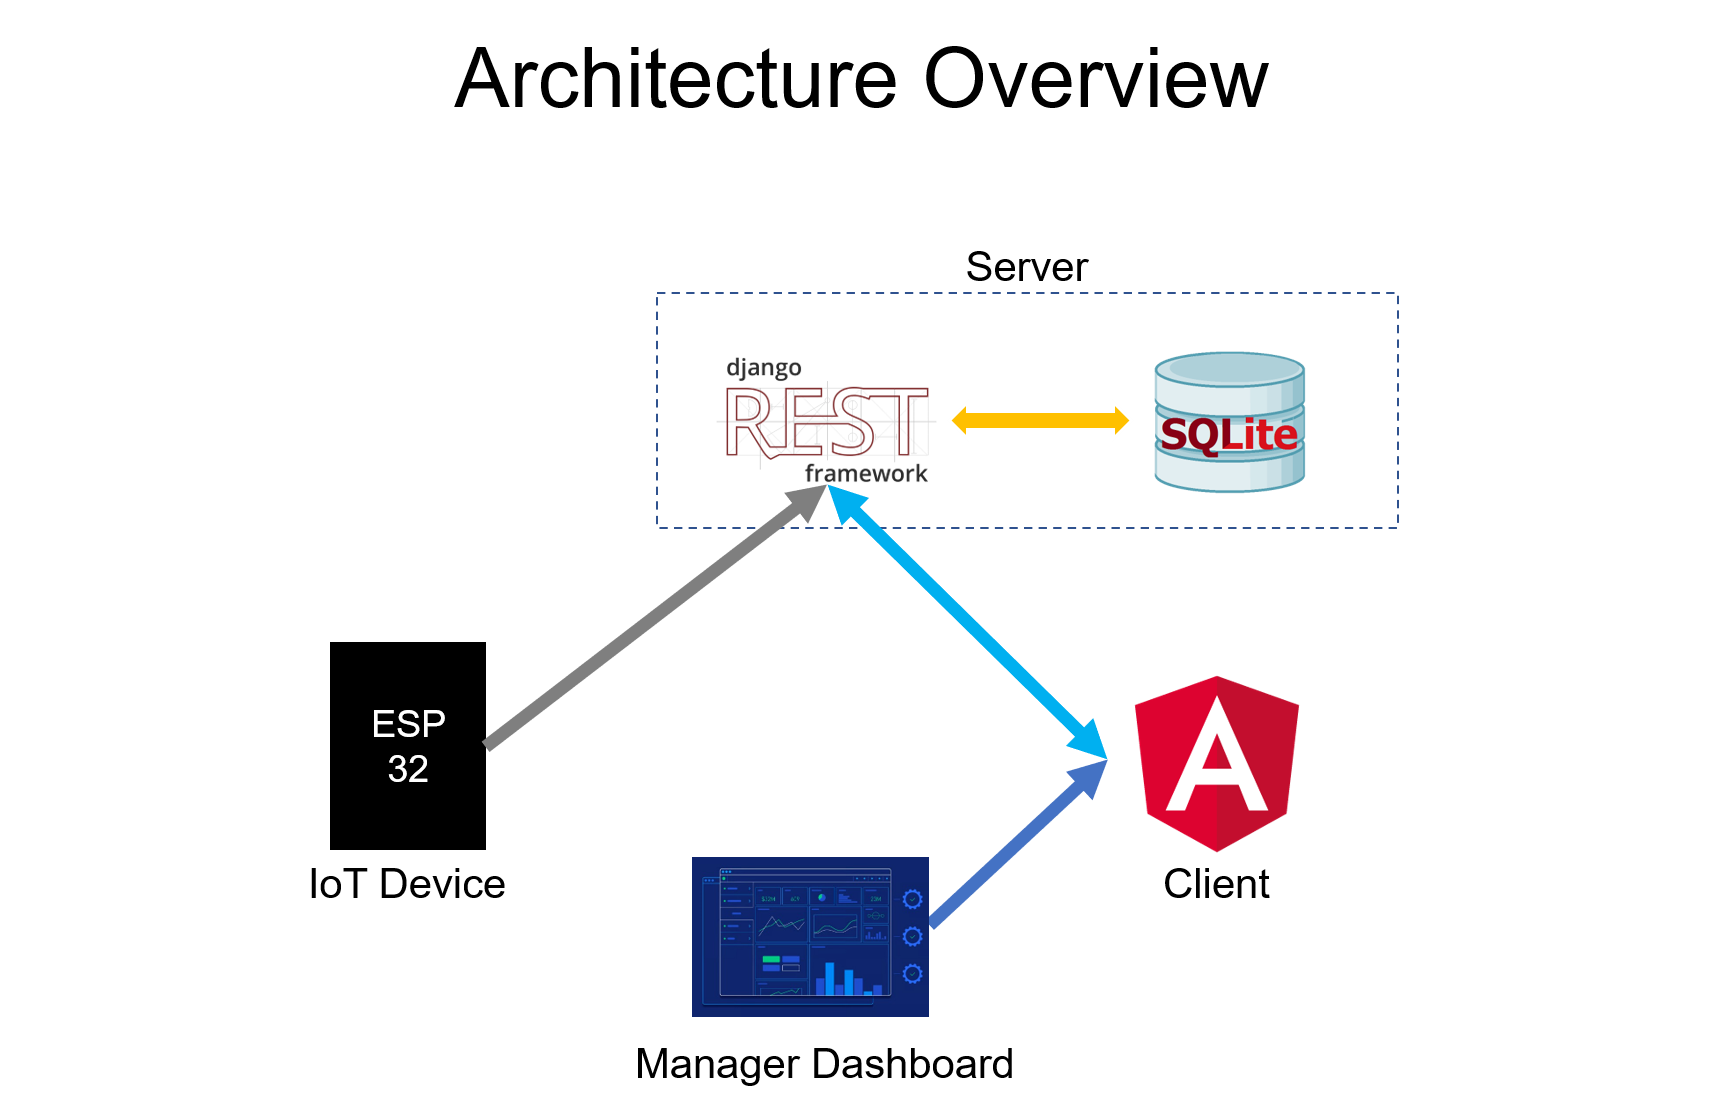 Architecture Overview
Server
django
REST
framework
SQLite
ESP
32
IoT Device
Client
Manager Dashboard